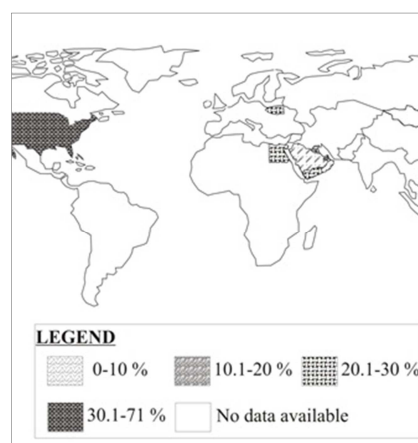 LEGEND
0-10 % 10.1-20 % 20.1-30 %
30.1-71 % No data available